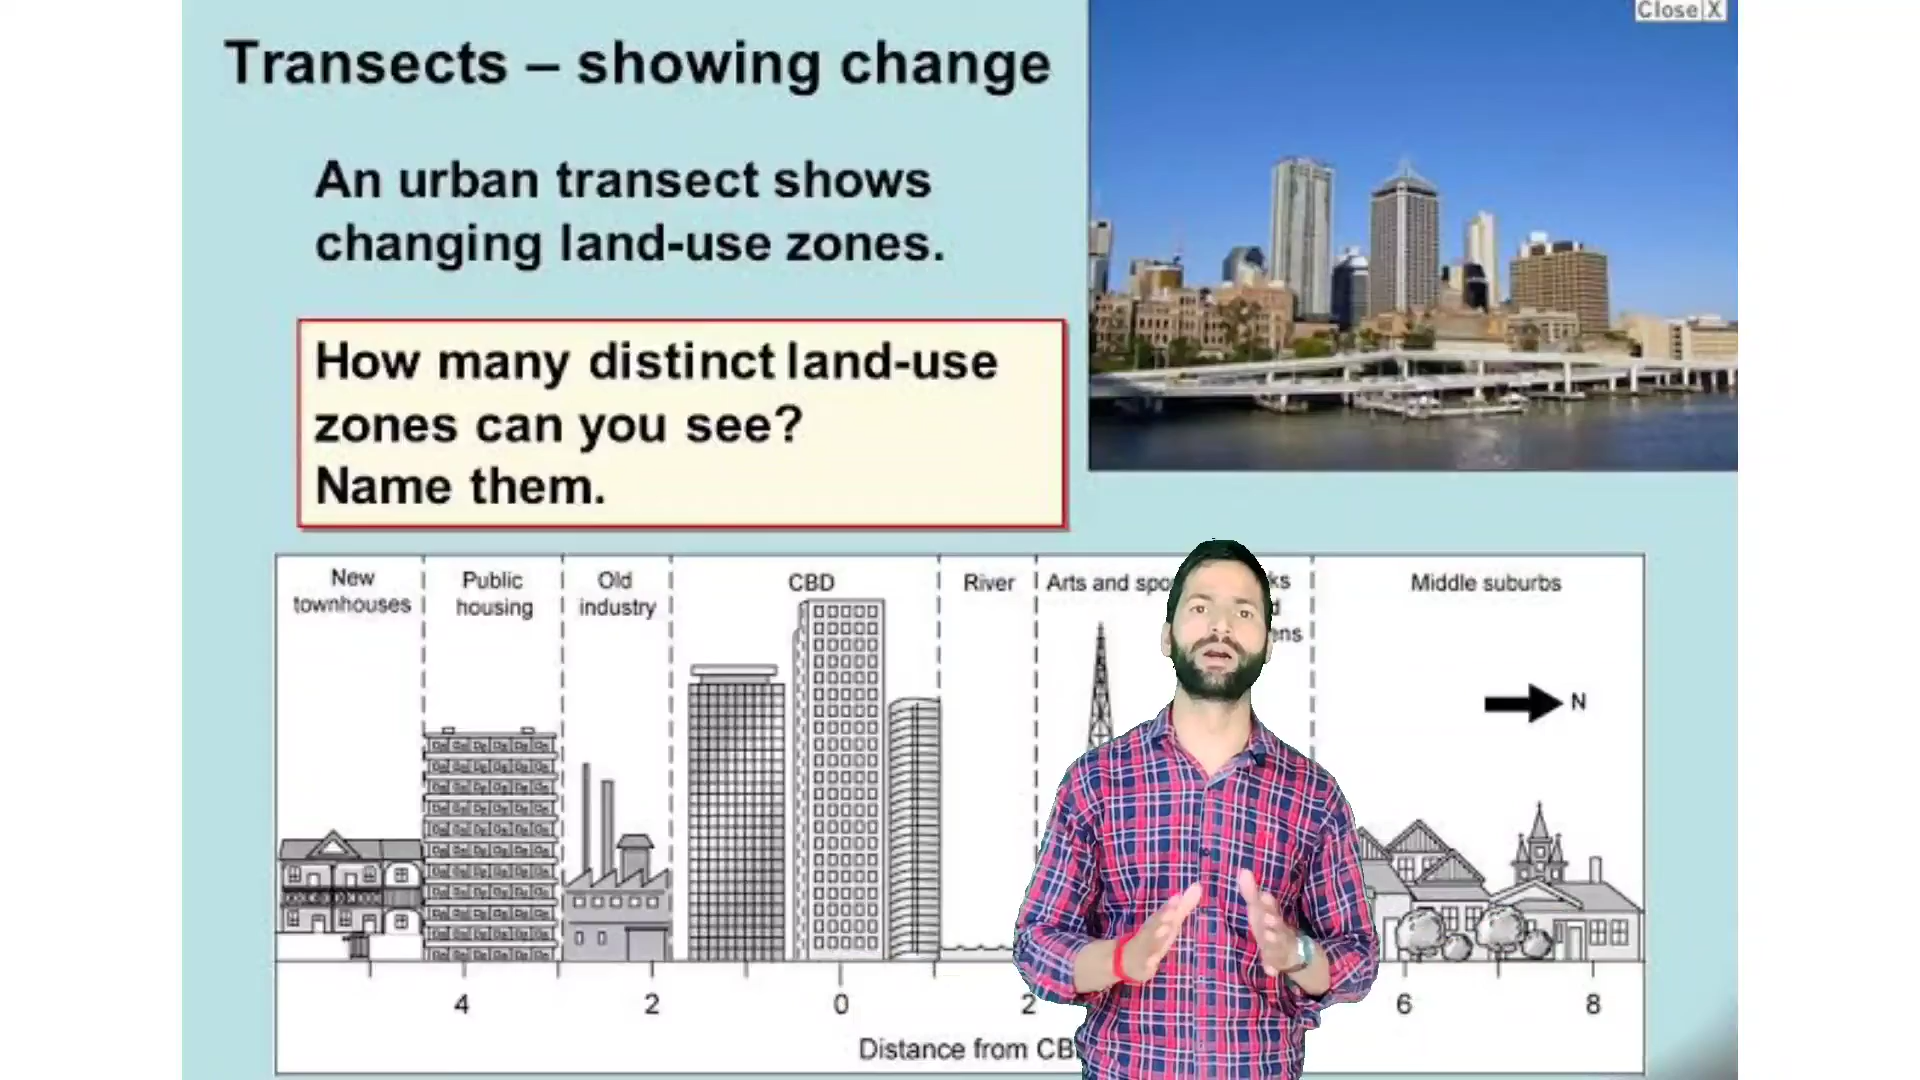 Close X
Transects – showing change
An urban transect shows
changing land-use zones.
How many distinct land-use
zones can you see?
Name them.
New
townhouses
Public
housing
Old
industry
CBD
River
Arts and
Middle suburbs
N
4
2
0
2
6
8
Distance from